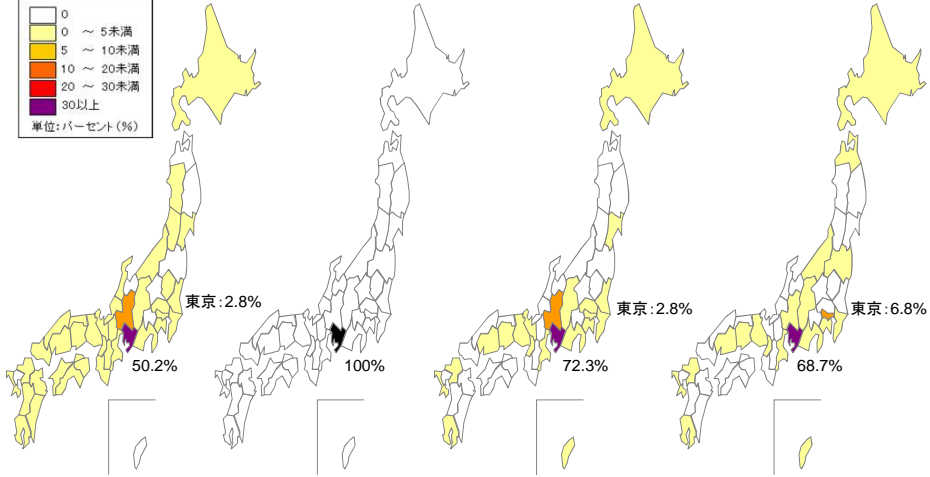 0
0 ～ 5未満
5 ～ 10未満
10 ～ 20未満
20 ～ 30未満
30以上
単位：パーセント（%）
東京：2.8%
50.2%
100%
東京：2.8%
72.3%
東京：6.8%
68.7%